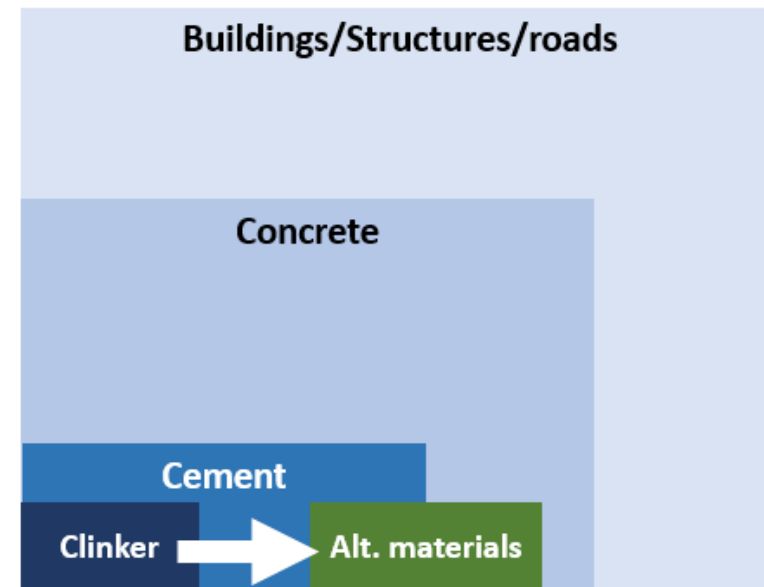 Buildings/Structures/roads
Concrete
Cement
Clinker
Alt. materials